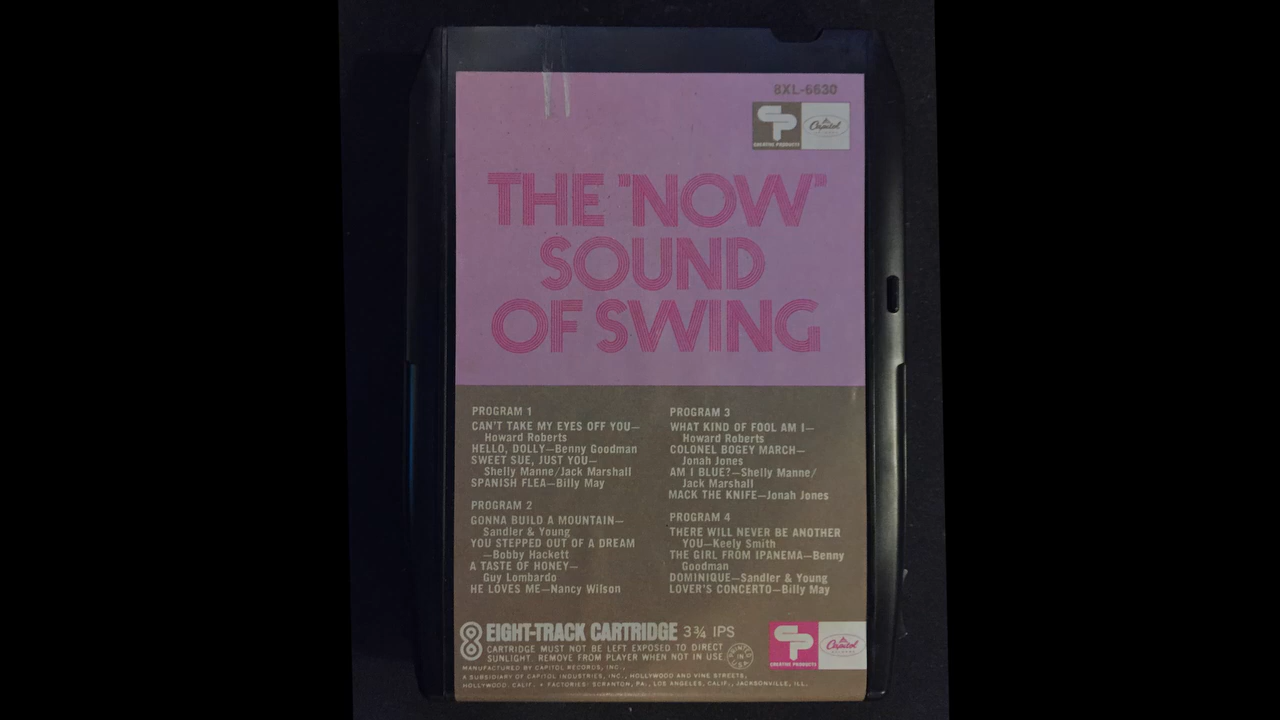 8XL-6630
CP
CREATIVE PRODUCTS
Capitol
THE "NOW"
SOUND
OF SWING
PROGRAM 1
CAN'T TAKE MY EYES OFF YOU—
Howard Roberts
HELLO, DOLLY—Benny Goodman
SWEET SUE, JUST YOU—
Shelly Manne/Jack Marshall
SPANISH FLEA—Billy May
PROGRAM 2
GONNA BUILD A MOUNTAIN—
Sandler & Young
YOU STEPPED OUT OF A DREAM
—Bobby Hackett
A TASTE OF HONEY—
Guy Lombardo
HE LOVES ME—Nancy Wilson
PROGRAM 3
WHAT KIND OF FOOL AM I—
Howard Roberts
COLONEL BOGEY MARCH—
Jonah Jones
AM I BLUE?—Shelly Manne/
Jack Marshall
MACK THE KNIFE—Jonah Jones
PROGRAM 4
THERE WILL NEVER BE ANOTHER
YOU—Keely Smith
THE GIRL FROM IPANEMA—Benny
Goodman
DOMINIQUE—Sandler & Young
LOVER'S CONCERTO—Billy May
8 EIGHT-TRACK CARTRIDGE 3¾ IPS
CARTRIDGE MUST NOT BE LEFT EXPOSED TO DIRECT
SUNLIGHT. REMOVE FROM PLAYER WHEN NOT IN USE.
PRINTED IN U.S.A.
MANUFACTURED BY CAPITOL RECORDS, INC.,
A SUBSIDIARY OF CAPITOL INDUSTRIES, INC., HOLLYWOOD AND VINE STREETS,
HOLLYWOOD, CALIF. • FACTORIES: SCRANTON, PA., LOS ANGELES, CALIF., JACKSONVILLE, ILL.
CP
CREATIVE PRODUCTS
Capitol